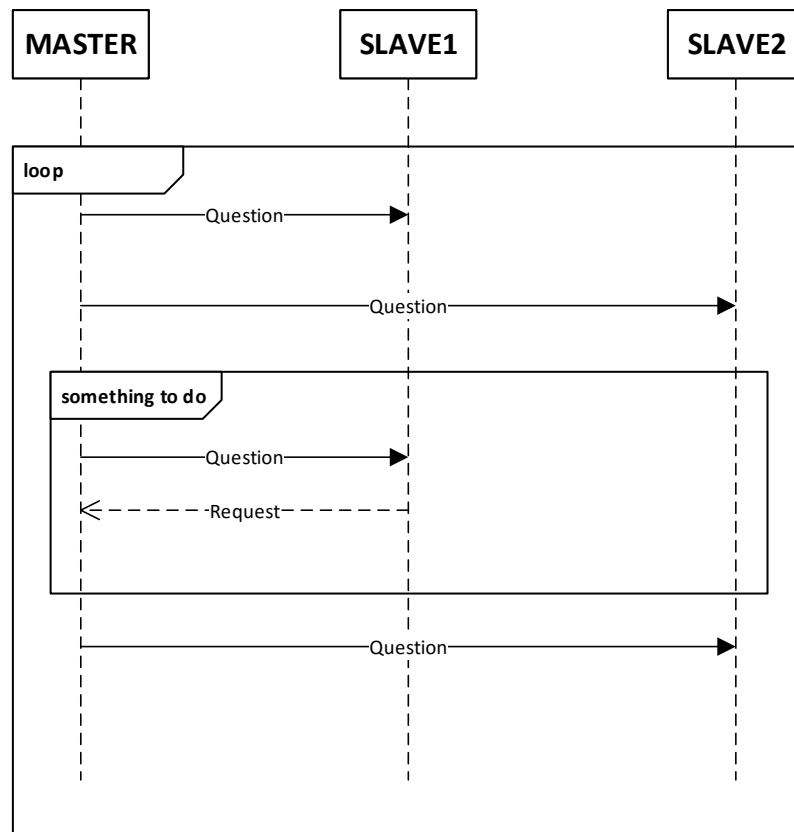 MASTER
SLAVE1
SLAVE2
loop
Question
Question
something to do
Question
Request
Question